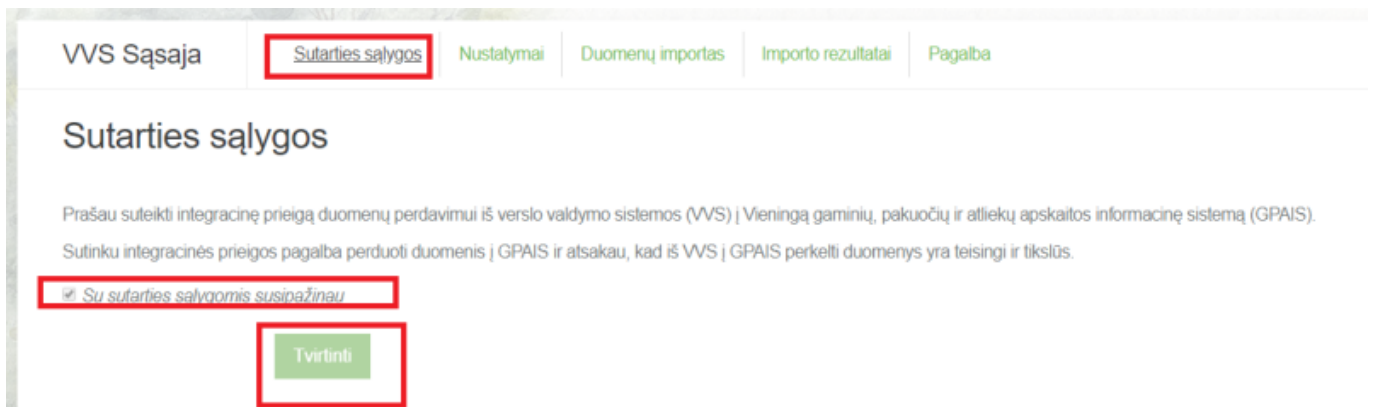 VVS Sąsaja Sutarties sąlygos Nustatymai Duomenų importas Importo rezultatai Pagalba
Sutarties sąlygos
Prašau suteikti integracinę prieigą duomenų perdavimui iš verslo valdymo sistemos (VVS) į Vieningą gaminių, pakuočių ir atliekų apskaitos informacinę sistemą (GPAIS).
Sutinku integracinės prieigos pagalba perduoti duomenis į GPAIS ir atsakau, kad iš VVS į GPAIS perkelti duomenys yra teisingi ir tikslūs.
Su sutarties sąlygomis susipažinau
Tvirtinti